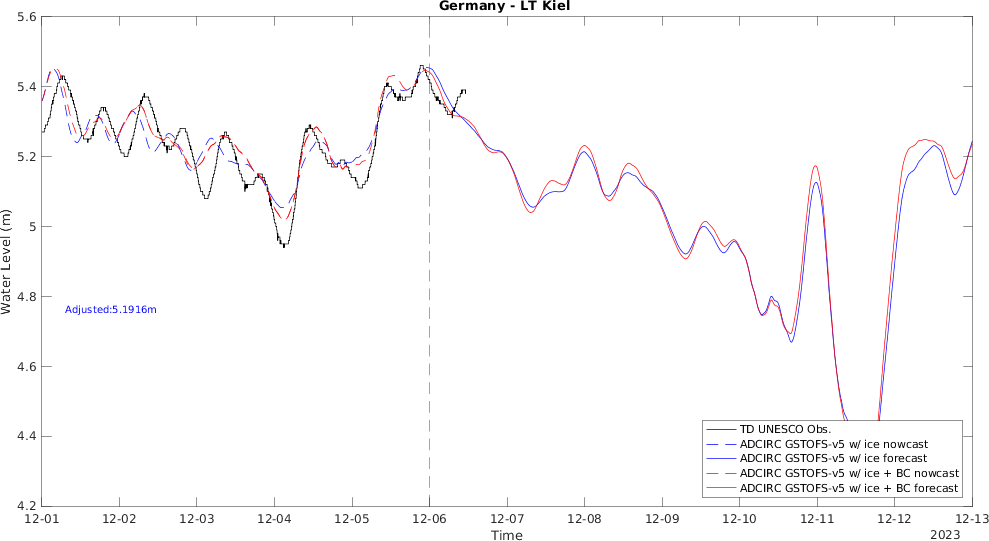 Germany - LT Kiel
Water Level (m)
5.6
5.4
5.2
5
4.8
4.6
4.4
4.2
Adjusted:5.1916m
TD UNESCO Obs.
ADCIRC GSTOFS-v5 w/ ice nowcast
ADCIRC GSTOFS-v5 w/ ice forecast
ADCIRC GSTOFS-v5 w/ ice + BC nowcast
ADCIRC GSTOFS-v5 w/ ice + BC forecast
12-01 12-02 12-03 12-04 12-05 12-06 12-07 12-08 12-09 12-10 12-11 12-12 12-13
Time
2023